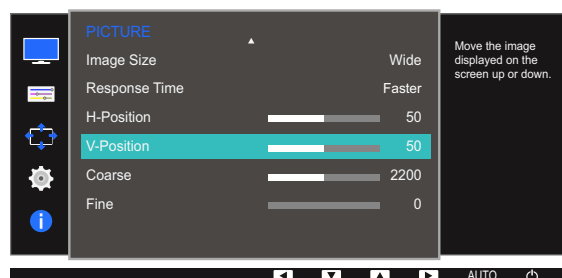 PICTURE
Image Size Wide
Response Time Faster
H-Position 50
V-Position 50
Coarse 2200
Fine 0
Move the image
displayed on the
screen up or down.
AUTO